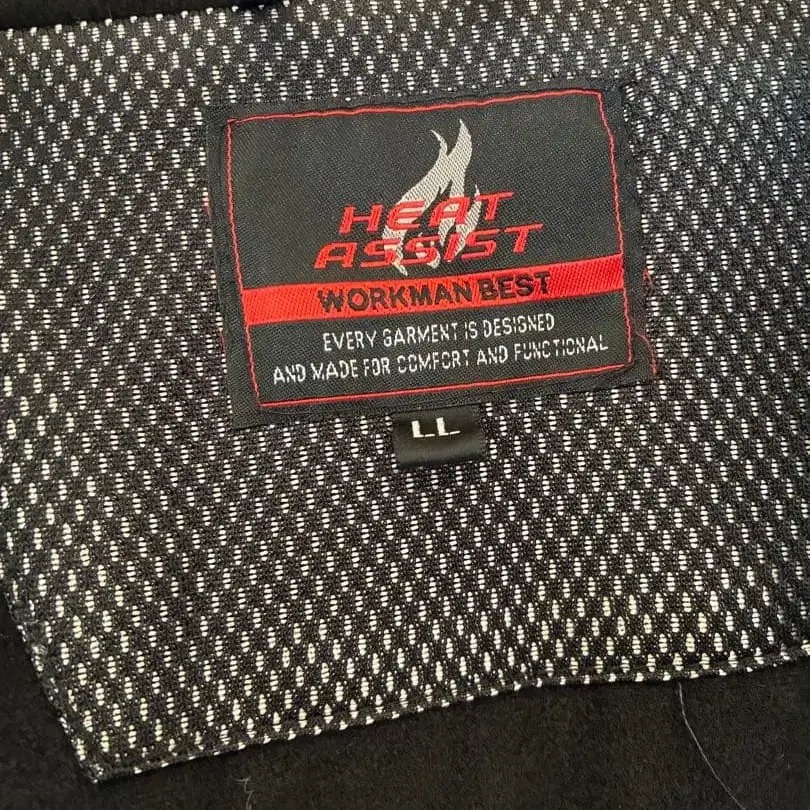 HEAT
ASSIST
WORKMAN BEST
EVERY GARMENT IS DESIGNED
AND MADE FOR COMFORT AND FUNCTIONAL
LL